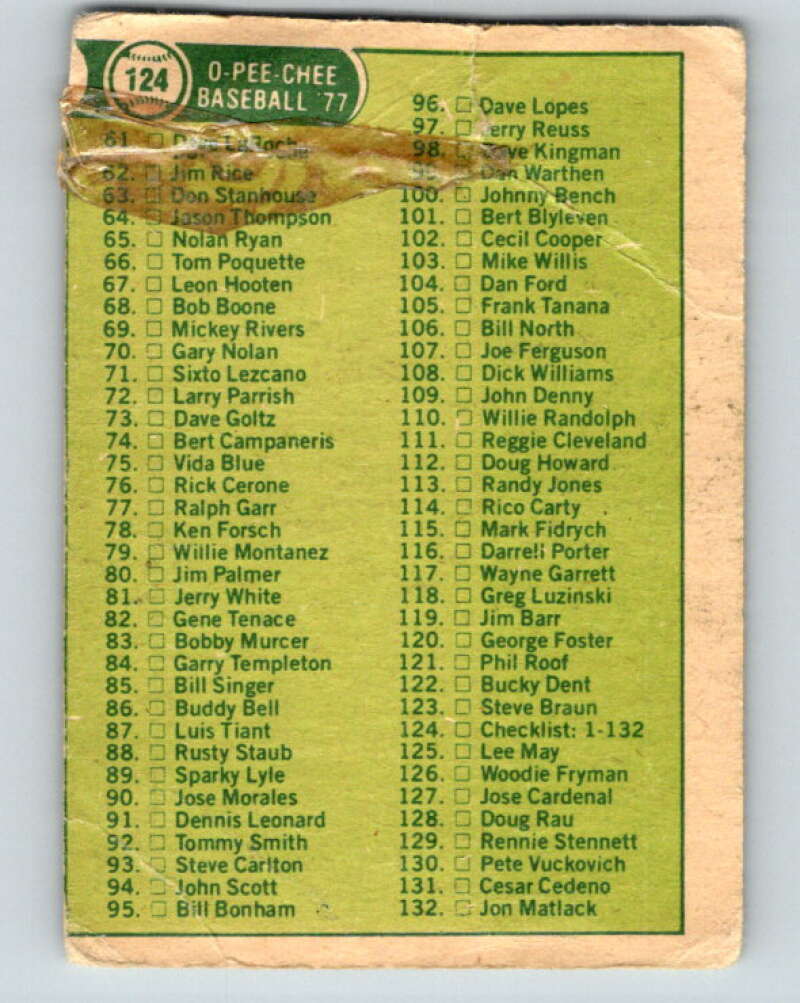 124
O-PEE-CHEE
BASEBALL '77
61. Dave LaRoche
62. Jim Rice
63. Don Stanhouse
64. Jason Thompson
65. Nolan Ryan
66. Tom Poquette
67. Leon Hooten
68. Bob Boone
69. Mickey Rivers
70. Gary Nolan
71. Sixto Lezcano
72. Larry Parrish
73. Dave Goltz
74. Bert Campaneris
75. Vida Blue
76. Rick Cerone
77. Ralph Garr
78. Ken Forsch
79. Willie Montanez
80. Jim Palmer
81. Jerry White
82. Gene Tenace
83. Bobby Murcer
84. Garry Templeton
85. Bill Singer
86. Buddy Bell
87. Luis Tiant
88. Rusty Staub
89. Sparky Lyle
90. Jose Morales
91. Dennis Leonard
92. Tommy Smith
93. Steve Carlton
94. John Scott
95. Bill Bonham
96. Dave Lopes
97. Jerry Reuss
98. Dave Kingman
99. Dan Warthen
100. Johnny Bench
101. Bert Blyleven
102. Cecil Cooper
103. Mike Willis
104. Dan Ford
105. Frank Tanana
106. Bill North
107. Joe Ferguson
108. Dick Williams
109. John Denny
110. Willie Randolph
111. Reggie Cleveland
112. Doug Howard
113. Randy Jones
114. Rico Carty
115. Mark Fidrych
116. Darrell Porter
117. Wayne Garrett
118. Greg Luzinski
119. Jim Barr
120. George Foster
121. Phil Roof
122. Bucky Dent
123. Steve Braun
124. Checklist: 1-132
125. Lee May
126. Woodie Fryman
127. Jose Cardenal
128. Doug Rau
129. Rennie Stennett
130. Pete Vuckovich
131. Cesar Cedeno
132. Jon Matlack